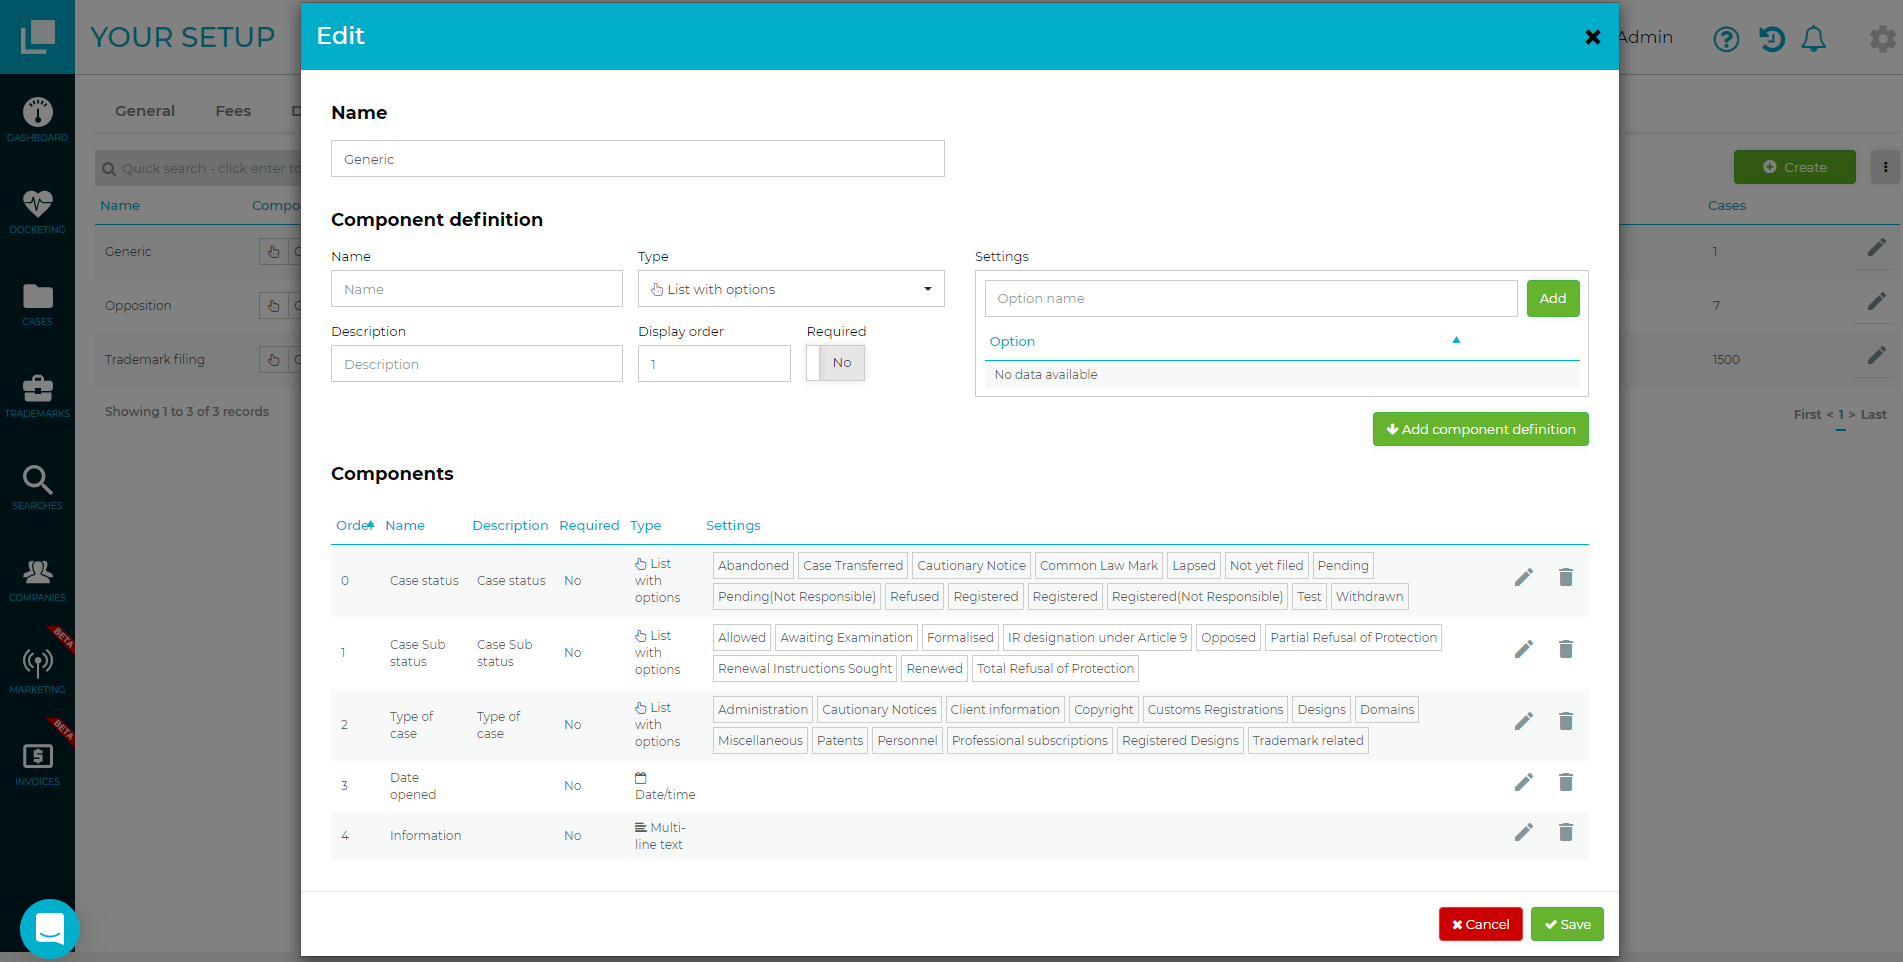 YOUR SETUP
Edit
Admin
DASHBOARD
DOCKETING
CASES
TRADEMARKS
SEARCHES
COMPANIES
BETA
MARKETING
BETA
INVOICES
General Fees D
Quick search - click enter to
Create
Name Compo Cases
Generic C 1
Opposition C 7
Trademark filing C 1500
Showing 1 to 3 of 3 records
First < 1 > Last
Name
Generic
Component definition
Name Type Settings
Name List with options Option name Add
Description Display order Required Option
Description 1 No No data available
Add component definition
Components
Order Name Description Required Type Settings
0 Case status Case status No List with options
Abandoned Case Transferred Cautionary Notice Common Law Mark Lapsed Not yet filed Pending
Pending(Not Responsible) Refused Registered Registered Registered(Not Responsible) Test Withdrawn
1 Case Sub status Case Sub status No List with options
Allowed Awaiting Examination Formalised IR designation under Article 9 Opposed Partial Refusal of Protection
Renewal Instructions Sought Renewed Total Refusal of Protection
2 Type of case Type of case No List with options
Administration Cautionary Notices Client information Copyright Customs Registrations Designs Domains
Miscellaneous Patents Personnel Professional subscriptions Registered Designs Trademark related
3 Date opened No Date/time
4 Information No Multi-line text
Cancel Save